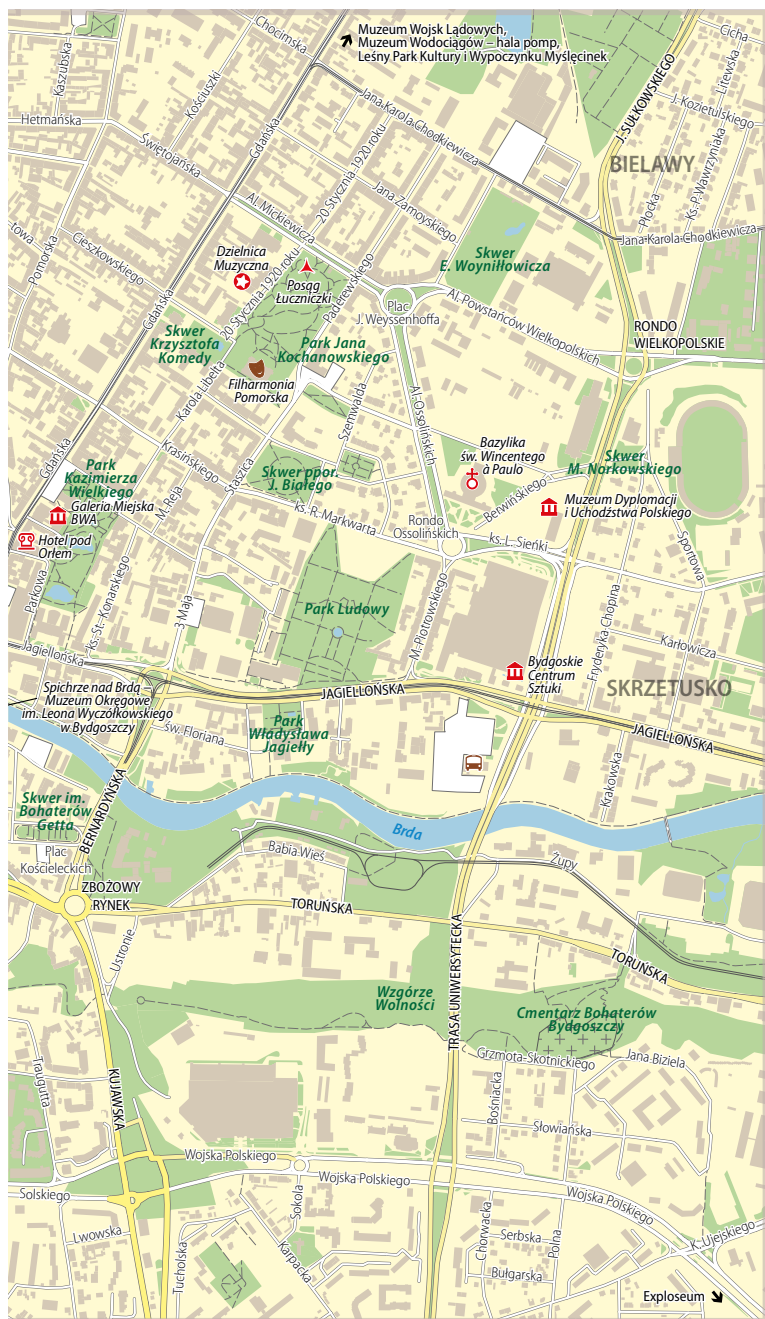 Chocimska
Muzeum Wojsk Lądowych,
Muzeum Wodociągów – hala pomp,
Leśny Park Kultury i Wypoczynku Myślęcinek
Cicha
Kaszubska
Kościuszki
Litewska
J. SUŁKOWSKIEGO
J. Kozietulskiego
Hetmańska
Jana Karola Chodkiewicza
Gdańska
Świętojańska
20 Stycznia 1920 roku
BIELAWY
Ks. P. Wawrzyniaka
Płocka
Jana Zamoyskiego
Al. Mickiewicza
Jana Karola Chodkiewicza
towa
Cieszkowskiego
Pomorska
Dzielnica
Muzyczna
Skwer
E. Woyniłłowicza
Posąg
Łuczniczki
20 Stycznia 1920 roku
Paderewskiego
Gdańska
Plac
J. Weyssenhoffa
Al. Powstańców Wielkopolskich
RONDO
WIELKOPOLSKIE
Skwer
Krzysztofa
Komedy
Park Jana
Kochanowskiego
Filharmonia
Pomorska
Karola Libelta
Szenwalda
Al. Ossolińskich
Gdańska
Krasińskiego
Staszica
Bazylika
św. Wincentego
à Paulo
Skwer
M. Norkowskiego
Park
Kazimierza
Wielkiego
Skwer ppor.
J. Białego
M. Reja
Galeria Miejska
BWA
Berwińskiego
Muzeum Dyplomacji
i Uchodźstwa Polskiego
ks. R. Markwarta
Rondo
Ossolińskich
ks. L. Sieńki
Hotel pod
Orłem
Sportowa
Parkowa
ks. St. Konarskiego
3 Maja
Park Ludowy
M. Piotrowskiego
Fryderyka Chopina
Karłowicza
Jagiellońska
Bydgoskie
Centrum
Sztuki
SKRZETUSKO
JAGIELLOŃSKA
Spichrze nad Brdą –
Muzeum Okręgowe
im. Leona Wyczółkowskiego
w Bydgoszczy
Park
Władysława
Jagiełły
św. Floriana
JAGIELLOŃSKA
Krakowska
Skwer im.
Bohaterów
Getta
BERNARDYŃSKA
Brda
Plac
Kościeleckich
Babia Wieś
Żupy
ZBOŻOWY
RYNEK
TORUŃSKA
Ustronie
TRASA UNIWERSYTECKA
TORUŃSKA
Wzgórze
Wolności
Cmentarz Bohaterów
Bydgoszczy
Grzmota-Skotnickiego
Jana Biziela
Traugutta
KUJAWSKA
Bośniacka
Słowiańska
Wojska Polskiego
Solskiego
Wojska Polskiego
Wojska Polskiego
Sokola
Lwowska
Tucholska
Karpacka
Chorwacka
Serbska
Polna
Bułgarska
K. Ujejskiego
Exploseum